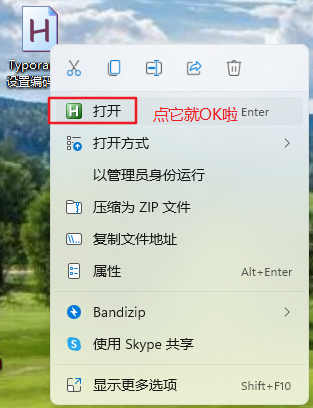 H
Typora
设置编码
打开 点它就OK啦 Enter
打开方式
以管理员身份运行
压缩为 ZIP 文件
复制文件地址
属性 Alt+Enter
Bandizip
使用 Skype 共享
显示更多选项 Shift+F10